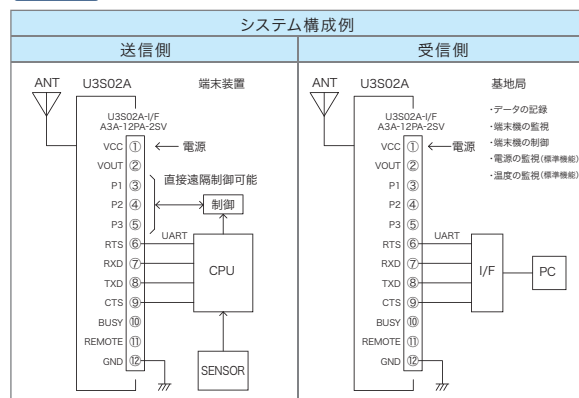 システム構成例
送信側
受信側
ANT
U3S02A
端末装置
U3S02A-I/F
A3A-12PA-2SV
VCC ① 電源
VOUT ②
P1 ③
直接遠隔制御可能
P2 ④
制御
P3 ⑤
RTS ⑥
UART
RXD ⑦
CPU
TXD ⑧
CTS ⑨
BUSY ⑩
REMOTE ⑪
GND ⑫
SENSOR
ANT
U3S02A
基地局
・データの記録
・端末機の監視
・端末機の制御
・電源の監視(標準機能)
・温度の監視(標準機能)
U3S02A-I/F
A3A-12PA-2SV
VCC ① 電源
VOUT ②
P1 ③
P2 ④
P3 ⑤
RTS ⑥
UART
RXD ⑦
I/F
PC
TXD ⑧
CTS ⑨
BUSY ⑩
REMOTE ⑪
GND ⑫